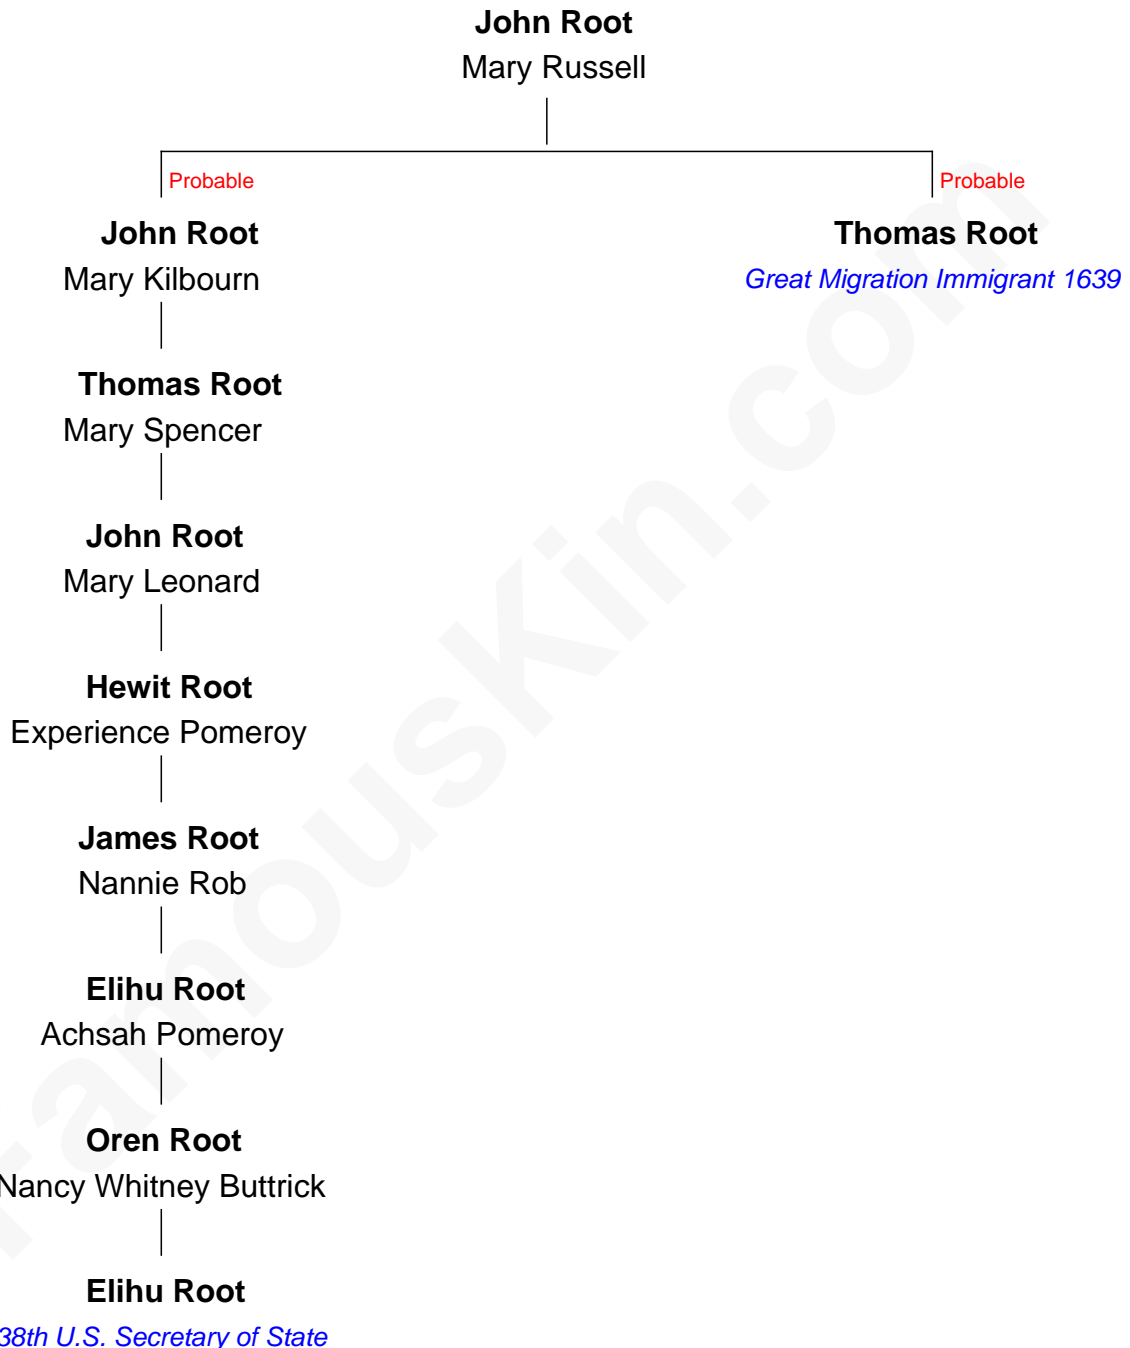 John Root
Mary Russell
Probable
Probable
John Root
Mary Kilbourn
Thomas Root
Great Migration Immigrant 1639
Thomas Root
Mary Spencer
John Root
Mary Leonard
Hewit Root
Experience Pomeroy
James Root
Nannie Rob
Elihu Root
Achsah Pomeroy
Oren Root
Nancy Whitney Buttrick
Elihu Root
38th U.S. Secretary of State
FamousKin.com